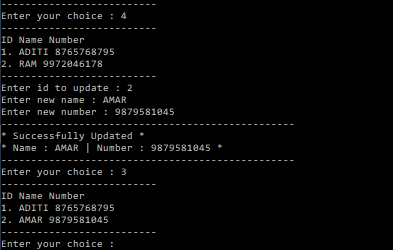 --------------------------
Enter your choice : 4
--------------------------
ID Name Number
1. ADITI 8765768795
2. RAM 9972046178
--------------------------
Enter id to update : 2
Enter new name : AMAR
Enter new number : 9879581045
-------------------------------------------------
* Successfully Updated *
* Name : AMAR | Number : 9879581045 *
-------------------------------------------------
Enter your choice : 3
--------------------------
ID Name Number
1. ADITI 8765768795
2. AMAR 9879581045
--------------------------
Enter your choice :